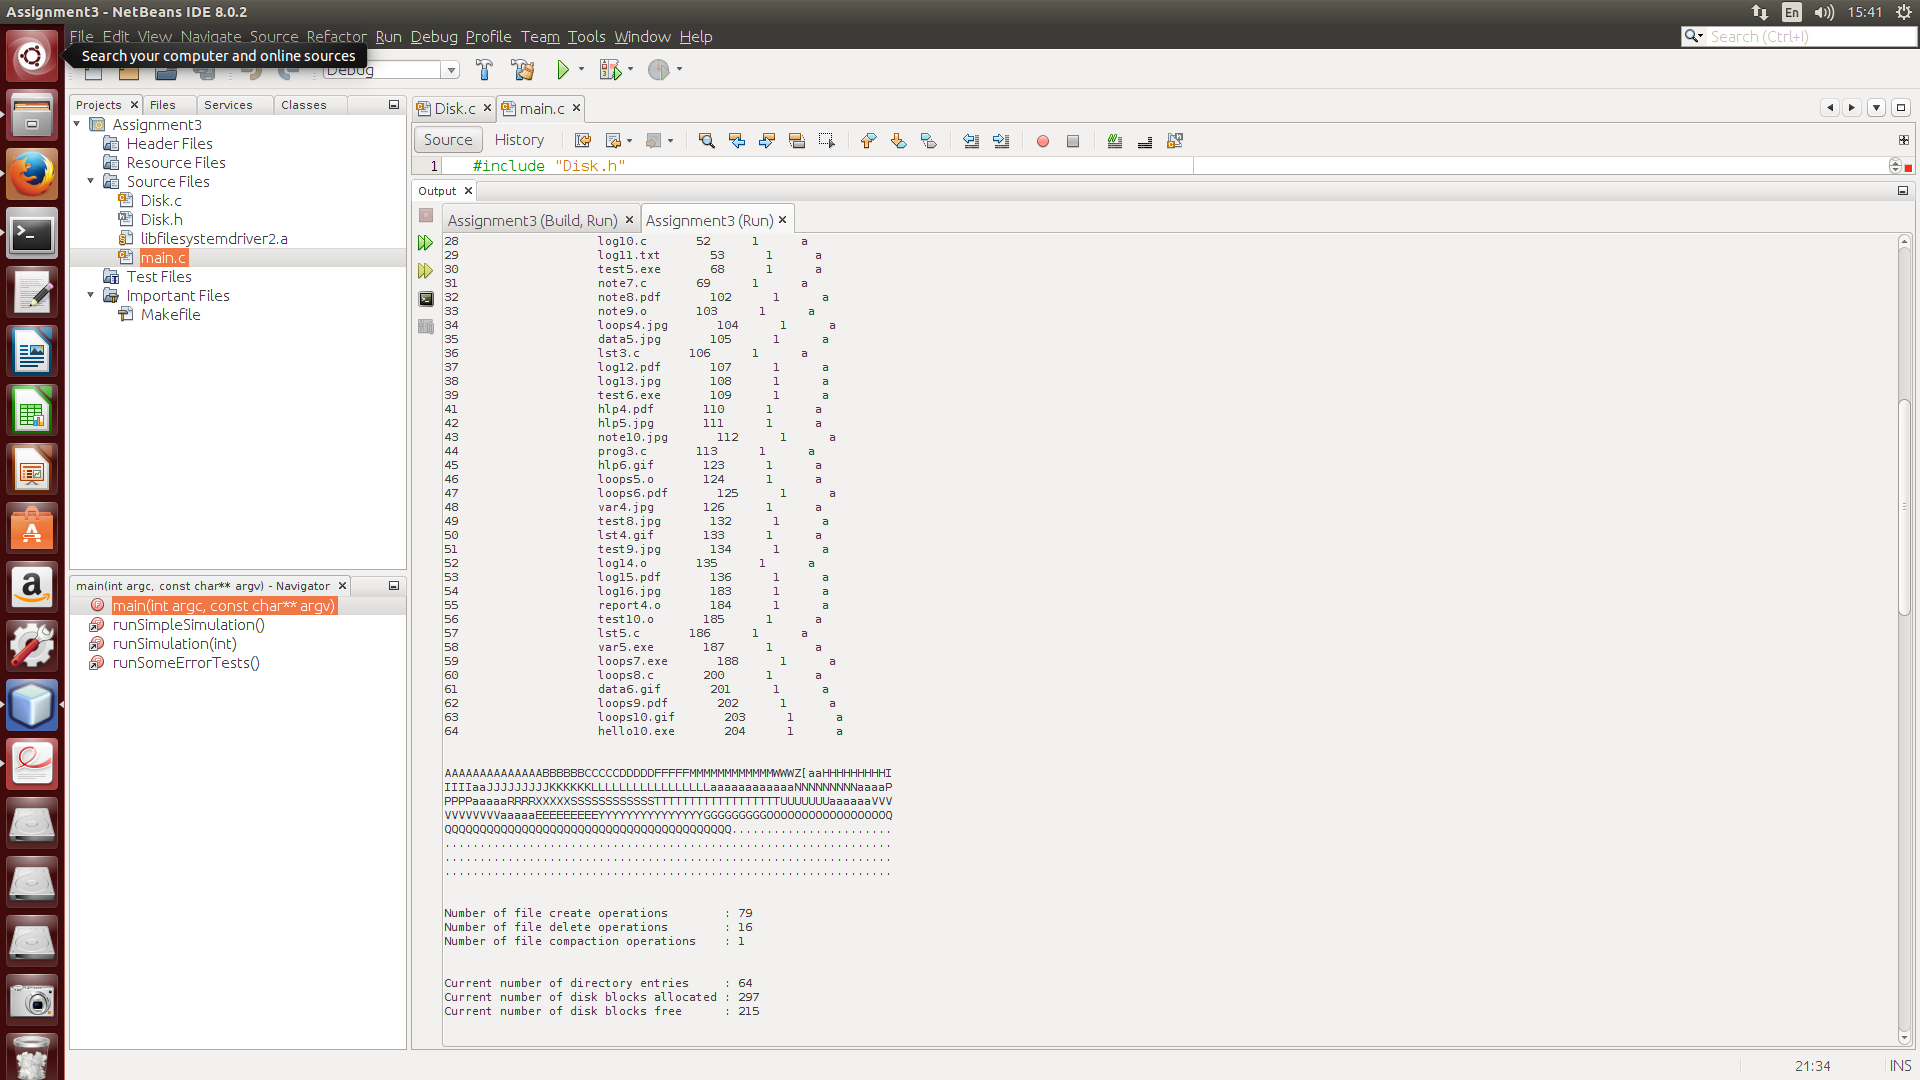 Assignment3 - NetBeans IDE 8.0.2
En
15:41
File Edit View Navigate Source Refactor Run Debug Profile Team Tools Window Help
Search (Ctrl+I)
Search your computer and online sources
Debug
Projects
Files
Services
Classes
Assignment3
Header Files
Resource Files
Source Files
Disk.c
Disk.h
libfilesystemdriver2.a
main.c
Test Files
Important Files
Makefile
main(int argc, const char** argv) - Navigator
main(int argc, const char** argv)
runSimpleSimulation()
runSimulation(int)
runSomeErrorTests()
Disk.c
main.c
Source
History
1 #include "Disk.h"
Output
Assignment3 (Build, Run)
Assignment3 (Run)
28 log10.c 52 1 a
29 log11.txt 53 1 a
30 test5.exe 68 1 a
31 note7.c 69 1 a
32 note8.pdf 102 1 a
33 note9.o 103 1 a
34 loops4.jpg 104 1 a
35 data5.jpg 105 1 a
36 lst3.c 106 1 a
37 log12.pdf 107 1 a
38 log13.jpg 108 1 a
39 test6.exe 109 1 a
41 hlp4.pdf 110 1 a
42 hlp5.jpg 111 1 a
43 note10.jpg 112 1 a
44 prog3.c 113 1 a
45 hlp6.gif 123 1 a
46 loops5.o 124 1 a
47 loops6.pdf 125 1 a
48 var4.jpg 126 1 a
49 test8.jpg 132 1 a
50 lst4.gif 133 1 a
51 test9.jpg 134 1 a
52 log14.o 135 1 a
53 log15.pdf 136 1 a
54 log16.jpg 183 1 a
55 report4.o 184 1 a
56 test10.o 185 1 a
57 lst5.c 186 1 a
58 var5.exe 187 1 a
59 loops7.exe 188 1 a
60 loops8.c 200 1 a
61 data6.gif 201 1 a
62 loops9.pdf 202 1 a
63 loops10.gif 203 1 a
64 hello10.exe 204 1 a
AAAAAAAAAAAAAABBBBBBCCCCCDDDDDFFFFFMMMMMMMMMMMMWWWZ[aaHHHHHHHHHI
IIIIaaJJJJJJJJJKKKKKKLLLLLLLLLLLLLLLLLaaaaaaaaaaaaNNNNNNNNNaaaaP
PPPPaaaaaRRRRXXXXXSSSSSSSSSSSSTTTTTTTTTTTTTTTTTTUUUUUUUaaaaaaVVV
VVVVVVVVaaaaaEEEEEEEEEYYYYYYYYYYYYYYYGGGGGGGGGOOOOOOOOOOOOOOOOOQ
QQQQQQQQQQQQQQQQQQQQQQQQQQQQQQQQQQQQQQQQQ.......................
................................................................
................................................................
................................................................
Number of file create operations : 79
Number of file delete operations : 16
Number of file compaction operations : 1
Current number of directory entries : 64
Current number of disk blocks allocated : 297
Current number of disk blocks free : 215
21:34
INS